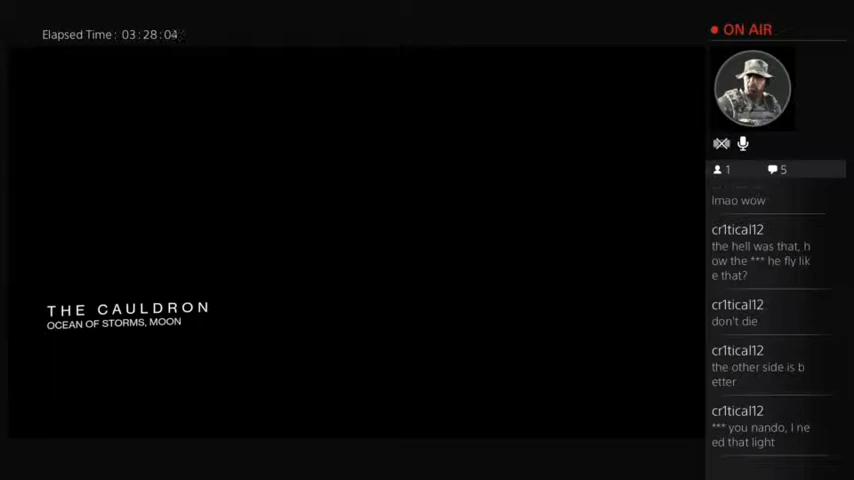 Elapsed Time: 03:28:04
ON AIR
1
5
lmao wow
cr1tical12
the hell was that, h
ow the *** he fly lik
e that?
cr1tical12
don't die
cr1tical12
the other side is b
etter
cr1tical12
*** you nando, I ne
ed that light
THE CAULDRON
OCEAN OF STORMS, MOON